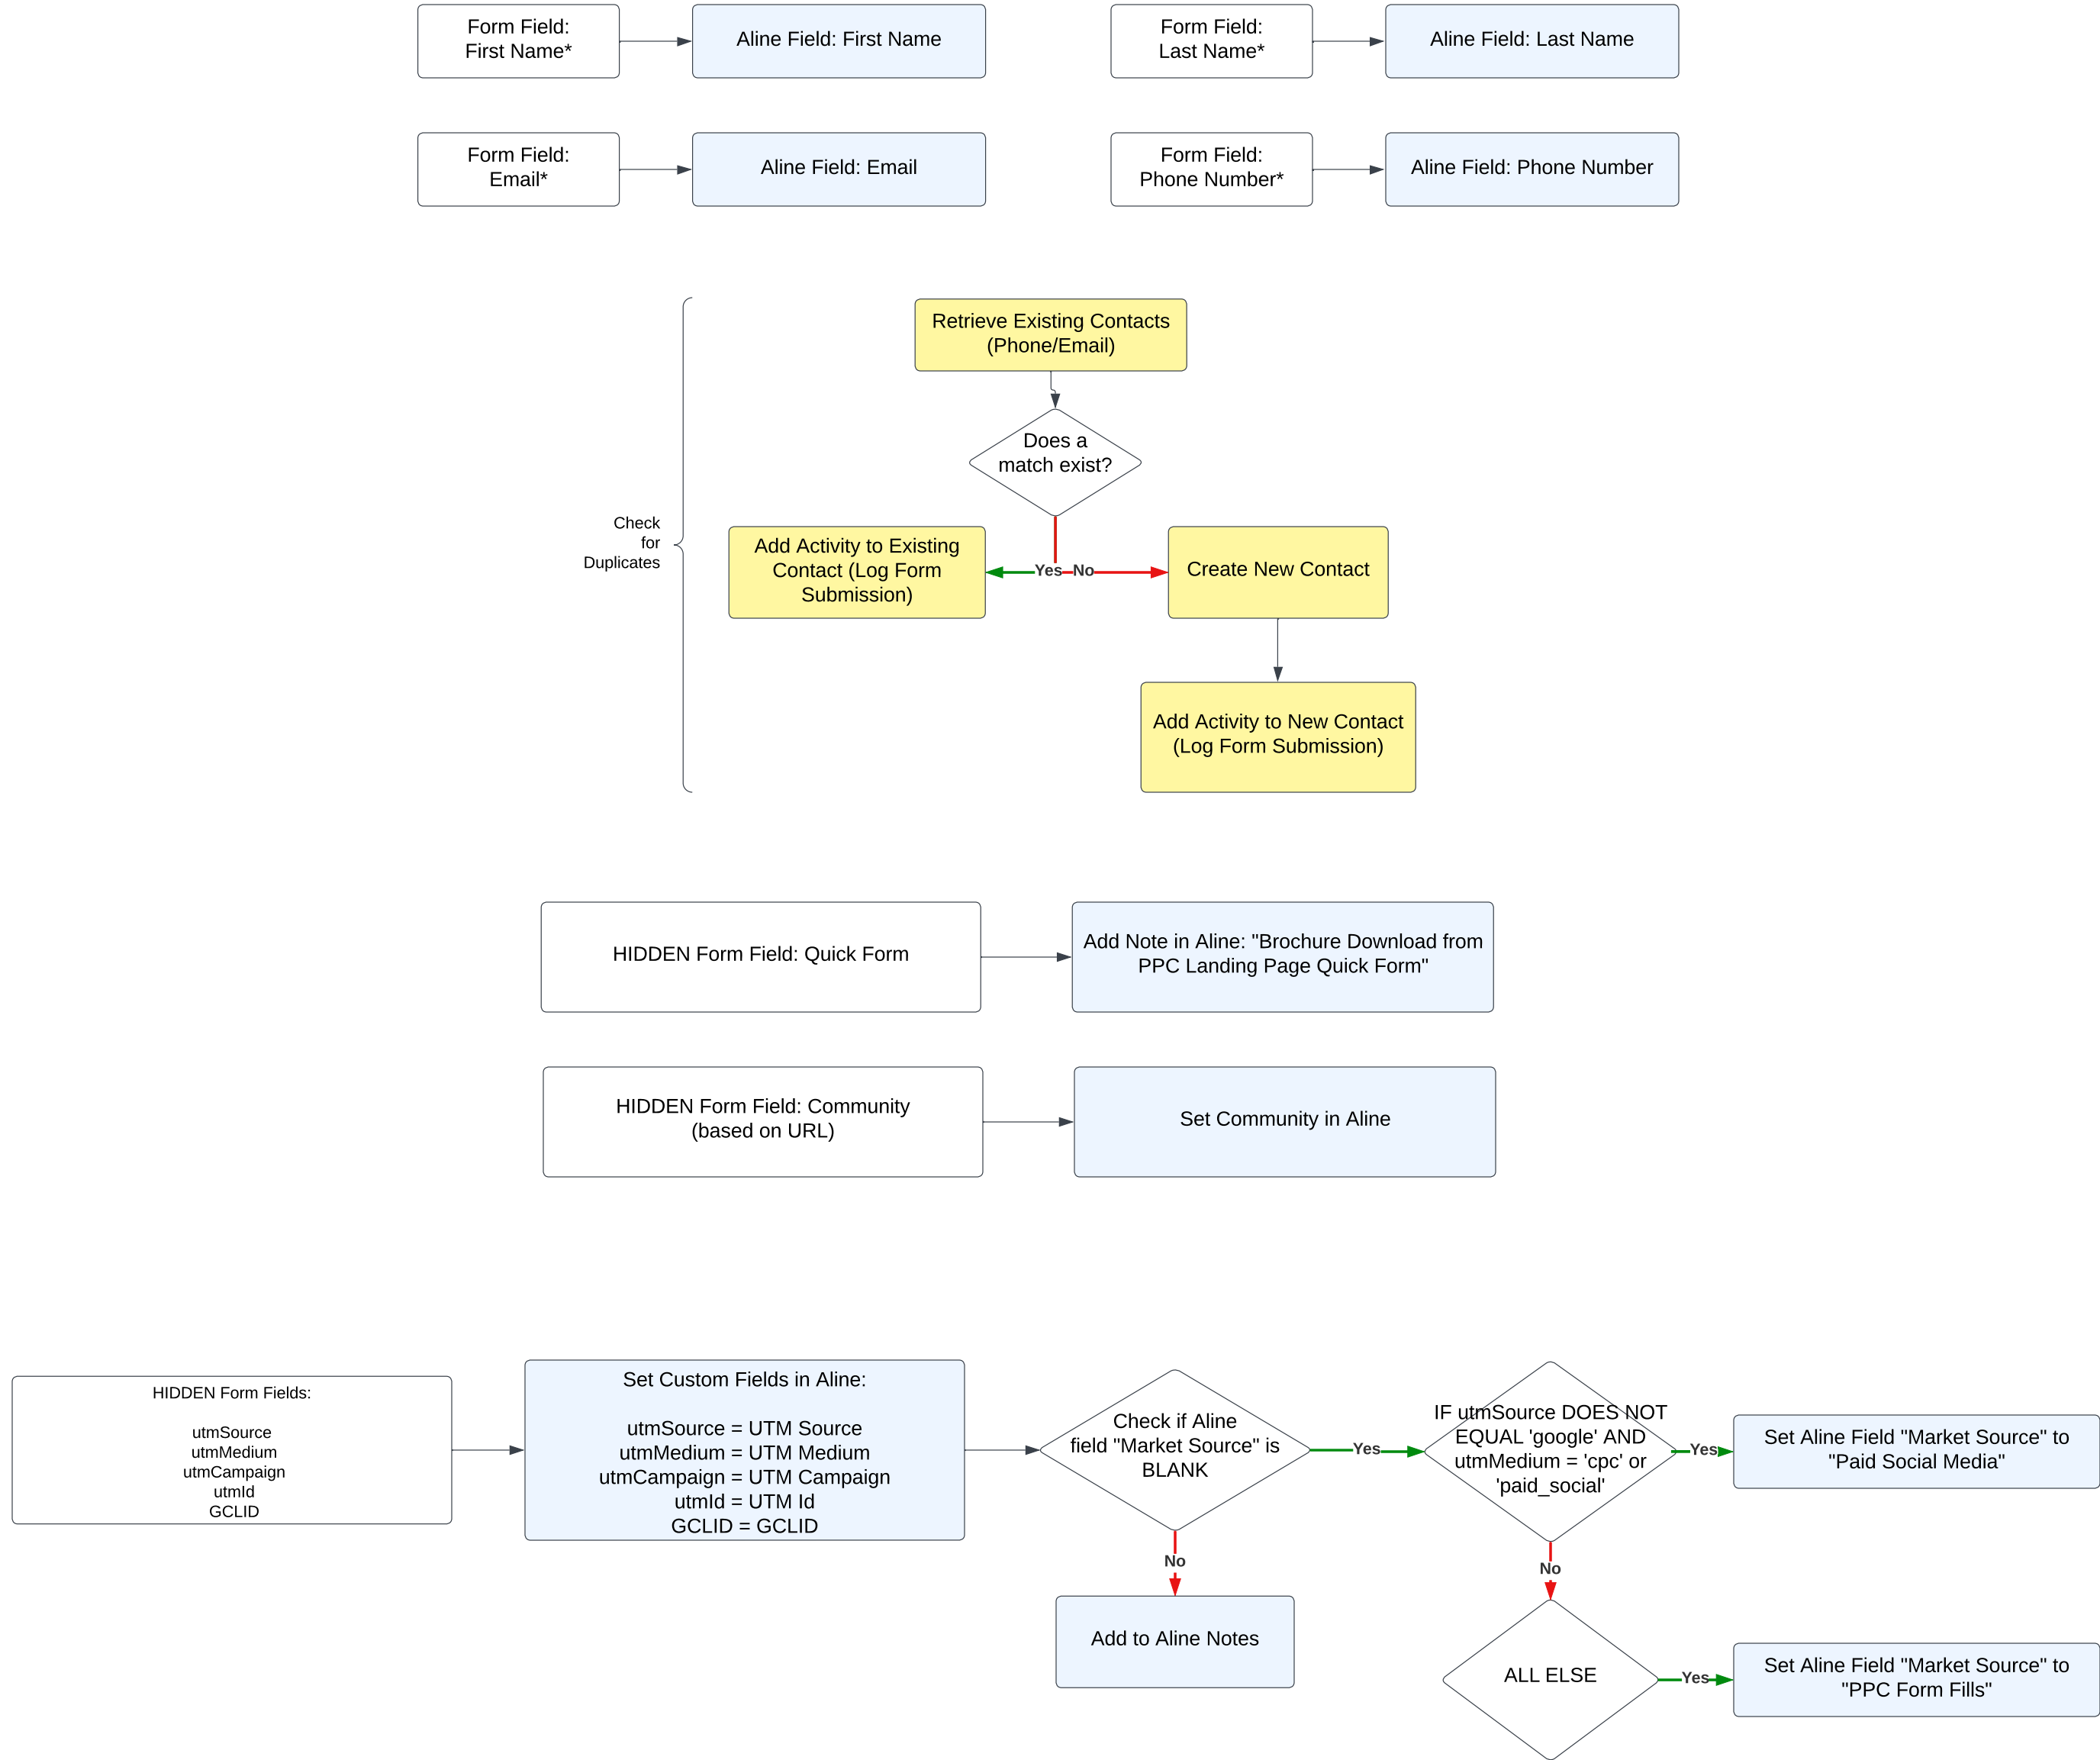 Form Field:
First Name*
Aline Field: First Name
Form Field:
Last Name*
Aline Field: Last Name
Form Field:
Email*
Aline Field: Email
Form Field:
Phone Number*
Aline Field: Phone Number
Check
for
Duplicates
Retrieve Existing Contacts
(Phone/Email)
Does a
match exist?
Add Activity to Existing
Contact (Log Form
Submission)
Yes
No
Create New Contact
Add Activity to New Contact
(Log Form Submission)
HIDDEN Form Field: Quick Form
Add Note in Aline: "Brochure Download from
PPC Landing Page Quick Form"
HIDDEN Form Field: Community
(based on URL)
Set Community in Aline
HIDDEN Form Fields:
utmSource
utmMedium
utmCampaign
utmId
GCLID
Set Custom Fields in Aline:
utmSource = UTM Source
utmMedium = UTM Medium
utmCampaign = UTM Campaign
utmId = UTM Id
GCLID = GCLID
Check if Aline
field "Market Source" is
BLANK
Yes
IF utmSource DOES NOT
EQUAL 'google' AND
utmMedium = 'cpc' or
'paid_social'
Yes
Set Aline Field "Market Source" to
"Paid Social Media"
No
Add to Aline Notes
No
ALL ELSE
Yes
Set Aline Field "Market Source" to
"PPC Form Fills"